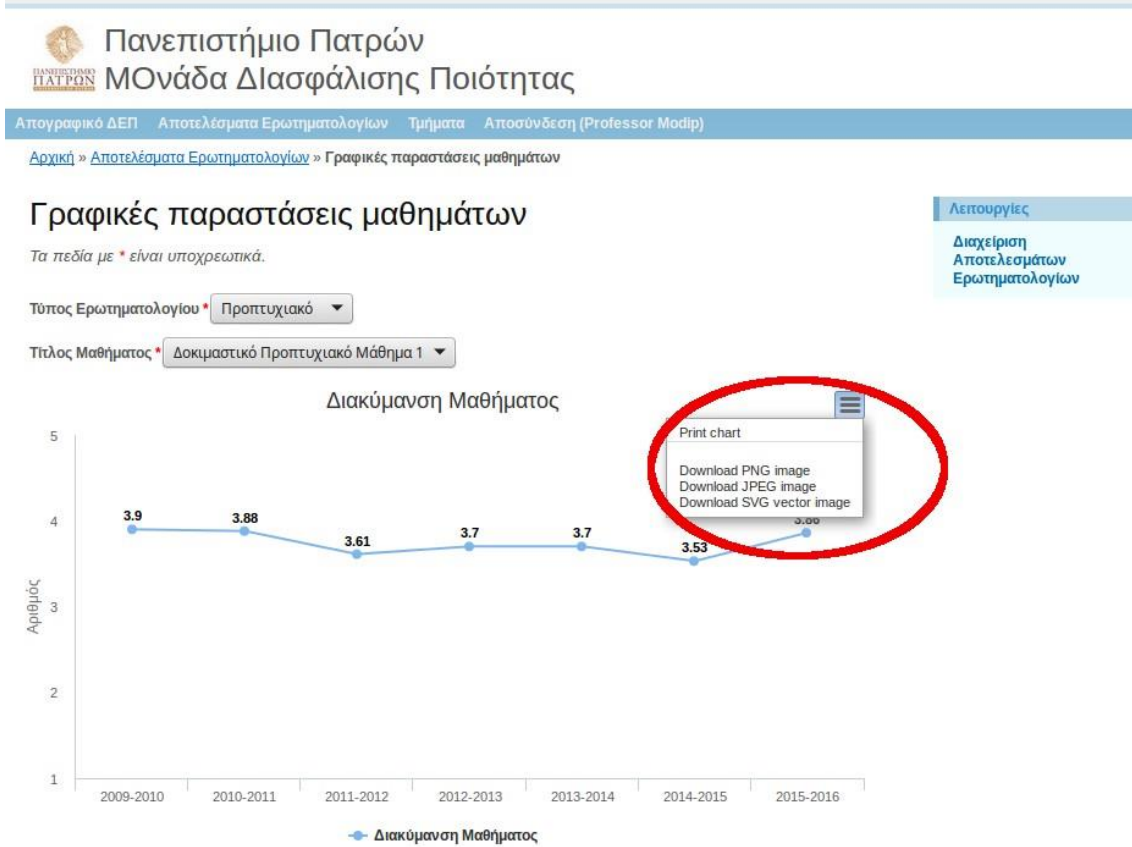 Πανεπιστήμιο Πατρών
ΠΑΝΕΠΙΣΤΗΜΙΟ
ΠΑΤΡΩΝ
ΜΟνάδα ΔΙασφάλισης Ποιότητας
Απογραφικό ΔΕΠ Αποτελέσματα Ερωτηματολογίων Τμήματα Αποσύνδεση (Professor Modip)
Αρχική » Αποτελέσματα Ερωτηματολογίων » Γραφικές παραστάσεις μαθημάτων
Γραφικές παραστάσεις μαθημάτων
Τα πεδία με * είναι υποχρεωτικά.
Λειτουργίες
Διαχείριση
Αποτελεσμάτων
Ερωτηματολογίων
Τύπος Ερωτηματολογίου * Προπτυχιακό
Τίτλος Μαθήματος * Δοκιμαστικό Προπτυχιακό Μάθημα 1
Διακύμανση Μαθήματος
Print chart
Download PNG image
Download JPEG image
Download SVG vector image
5
4
3
2
1
Αριθμός
3.9 3.88 3.61 3.7 3.7 3.53 3.86
2009-2010 2010-2011 2011-2012 2012-2013 2013-2014 2014-2015 2015-2016
Διακύμανση Μαθήματος